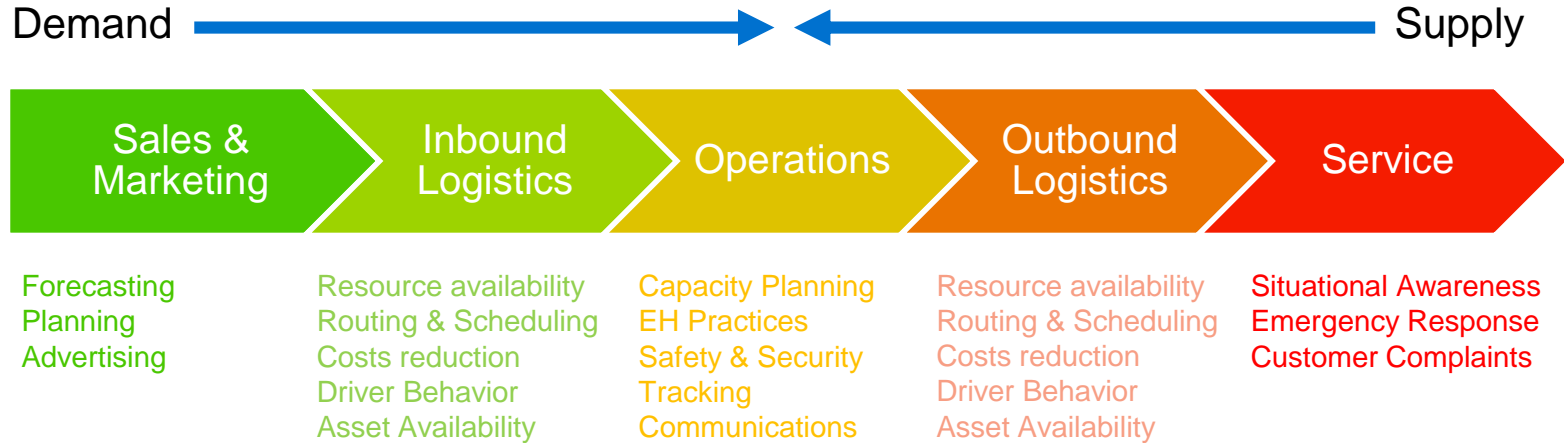 Demand
Supply
Sales &
Marketing
Inbound
Logistics
Operations
Outbound
Logistics
Service
Forecasting
Planning
Advertising
Resource availability
Routing & Scheduling
Costs reduction
Driver Behavior
Asset Availability
Capacity Planning
EH Practices
Safety & Security
Tracking
Communications
Resource availability
Routing & Scheduling
Costs reduction
Driver Behavior
Asset Availability
Situational Awareness
Emergency Response
Customer Complaints